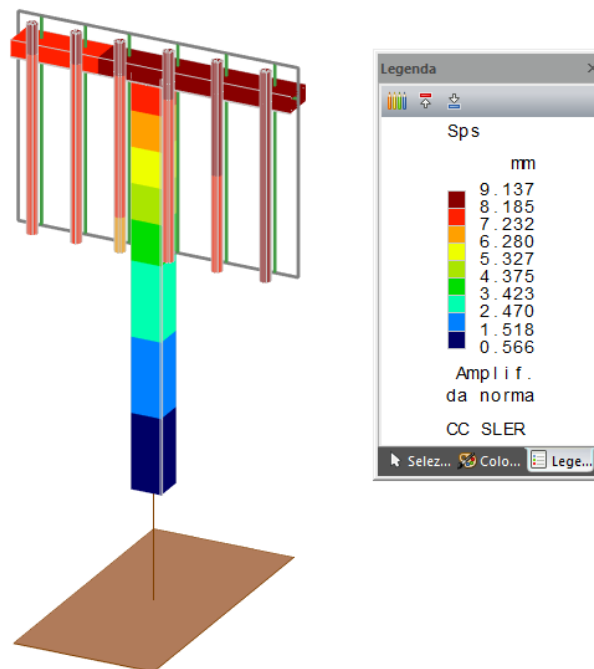 Legenda
Sps
mm
9.137
8.185
7.232
6.280
5.327
4.375
3.423
2.470
1.518
0.566
Amplif.
da norma
CC SLER
Selez... Colo... Lege...